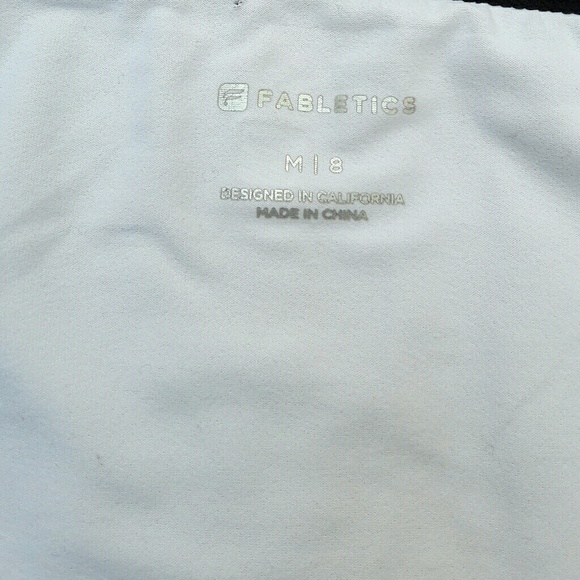 FABLETICS
M | 8
DESIGNED IN CALIFORNIA
MADE IN CHINA